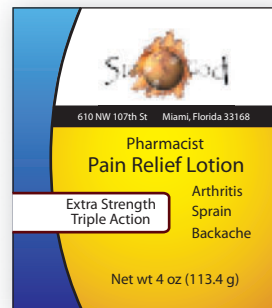 610 NW 107th St Miami, Florida 33168
Pharmacist
Pain Relief Lotion
Extra Strength
Triple Action
Arthritis
Sprain
Backache
Net wt 4 oz (113.4 g)